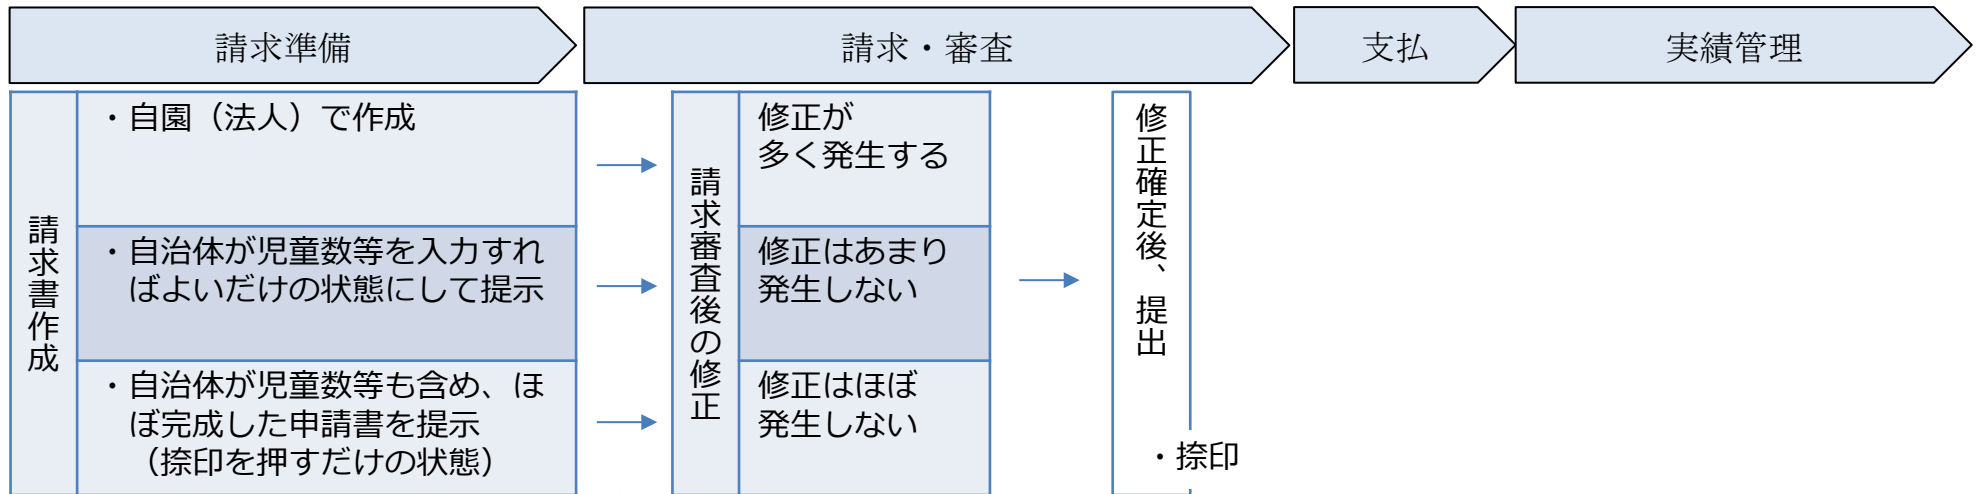 請求準備
請求・審査
支払
実績管理
請求書作成
・自園（法人）で作成
・自治体が児童数等を入力すれ
ばよいだけの状態にして提示
・自治体が児童数等も含め、ほ
ぼ完成した申請書を提示
（捺印を押すだけの状態）
請求審査後の修正
修正が
多く発生する
修正はあまり
発生しない
修正はほぼ
発生しない
修正確定後、提出
・捺印